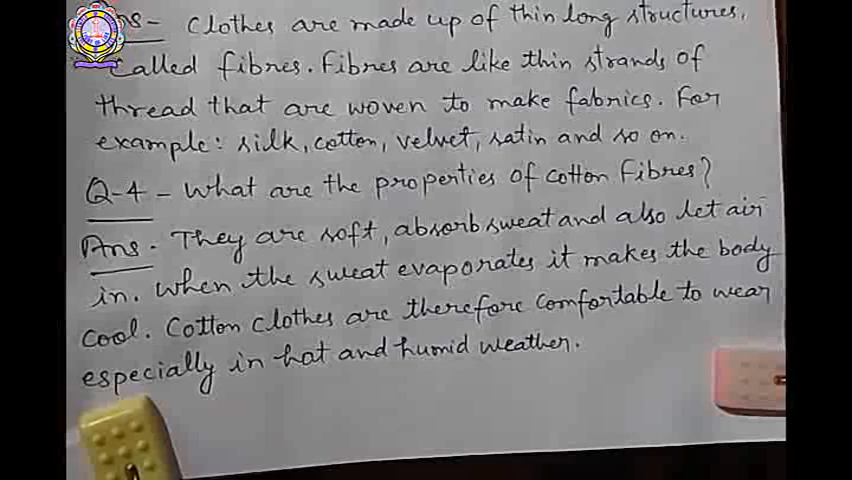 Ans- Clothes are made up of thin long structures,
called fibres. Fibres are like thin strands of
thread that are woven to make fabrics. For
example: silk, cotton, velvet, satin and so on.
Q-4 - What are the properties of cotton fibres?
Ans. They are soft, absorb sweat and also let air
in. When the sweat evaporates it makes the body
cool. Cotton clothes are therefore comfortable to wear
especially in hot and humid weather.